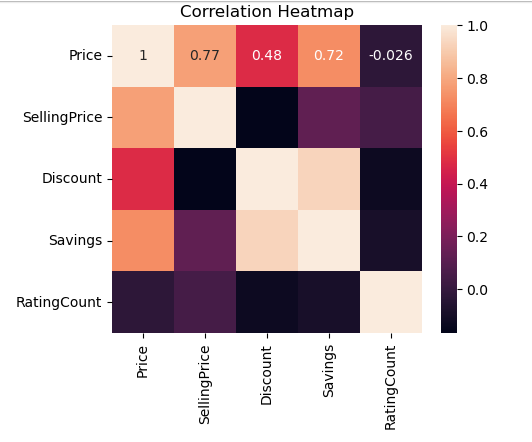 Correlation Heatmap
Price
1 0.77 0.48 0.72 -0.026
SellingPrice
Discount
Savings
RatingCount
Price
SellingPrice
Discount
Savings
RatingCount
1.0
0.8
0.6
0.4
0.2
0.0